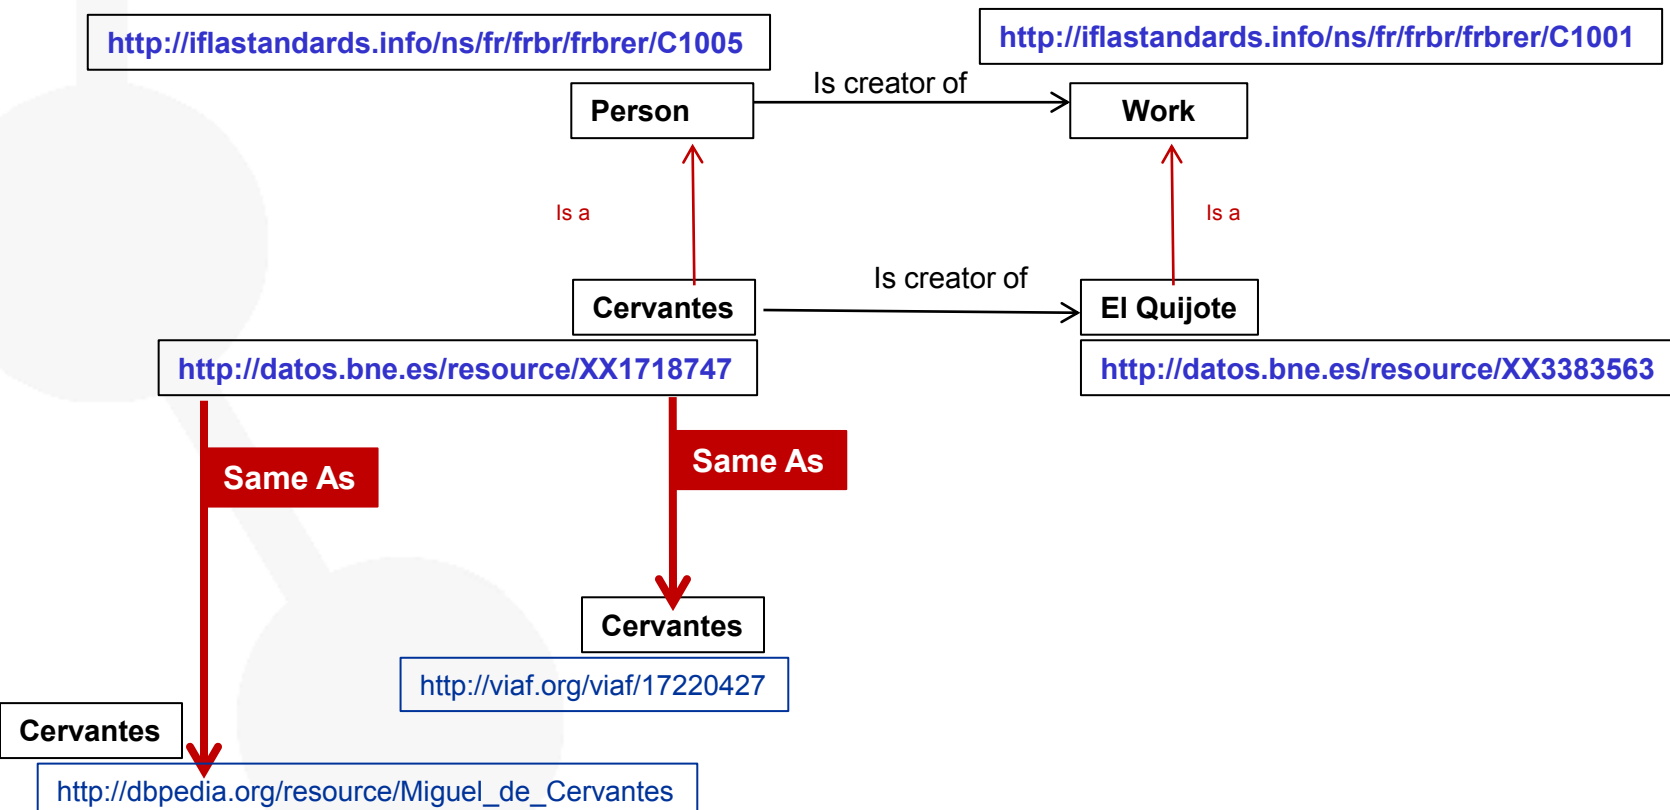 http://iflastandards.info/ns/fr/frbr/frbrer/C1005
http://iflastandards.info/ns/fr/frbr/frbrer/C1001
Is creator of
Person
Work
Is a
Is a
Is creator of
Cervantes
El Quijote
http://datos.bne.es/resource/XX1718747
http://datos.bne.es/resource/XX3383563
Same As
Same As
Cervantes
http://viaf.org/viaf/17220427
Cervantes
http://dbpedia.org/resource/Miguel_de_Cervantes